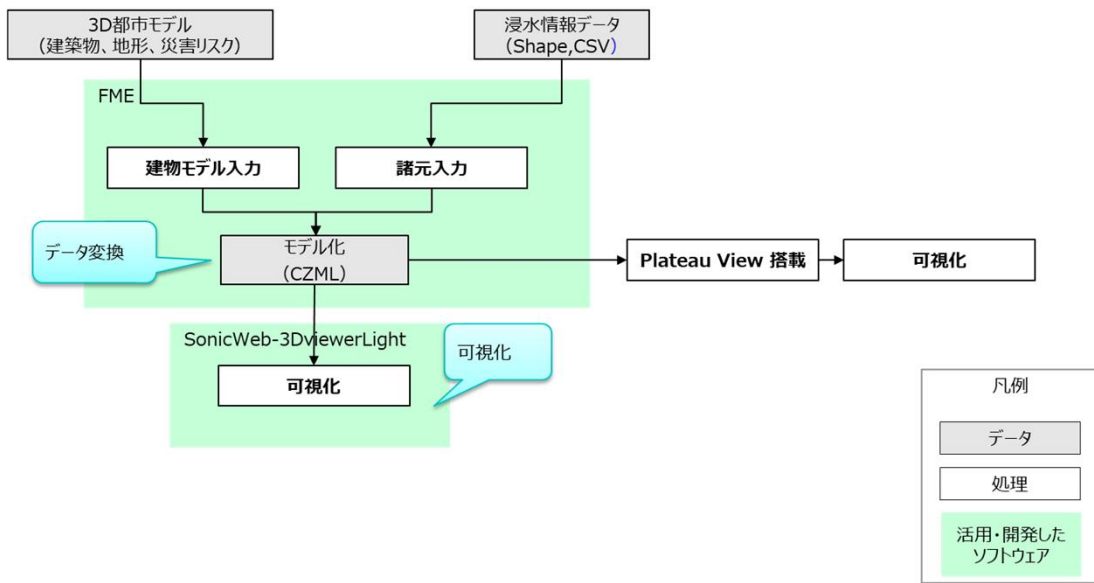 3D都市モデル
(建築物、地形、災害リスク)
浸水情報データ
(Shape,CSV)
FME
建物モデル入力
諸元入力
データ変換
モデル化
(CZML)
Plateau View 搭載
可視化
SonicWeb-3DviewerLight
可視化
可視化
凡例
データ
処理
活用・開発した
ソフトウェア